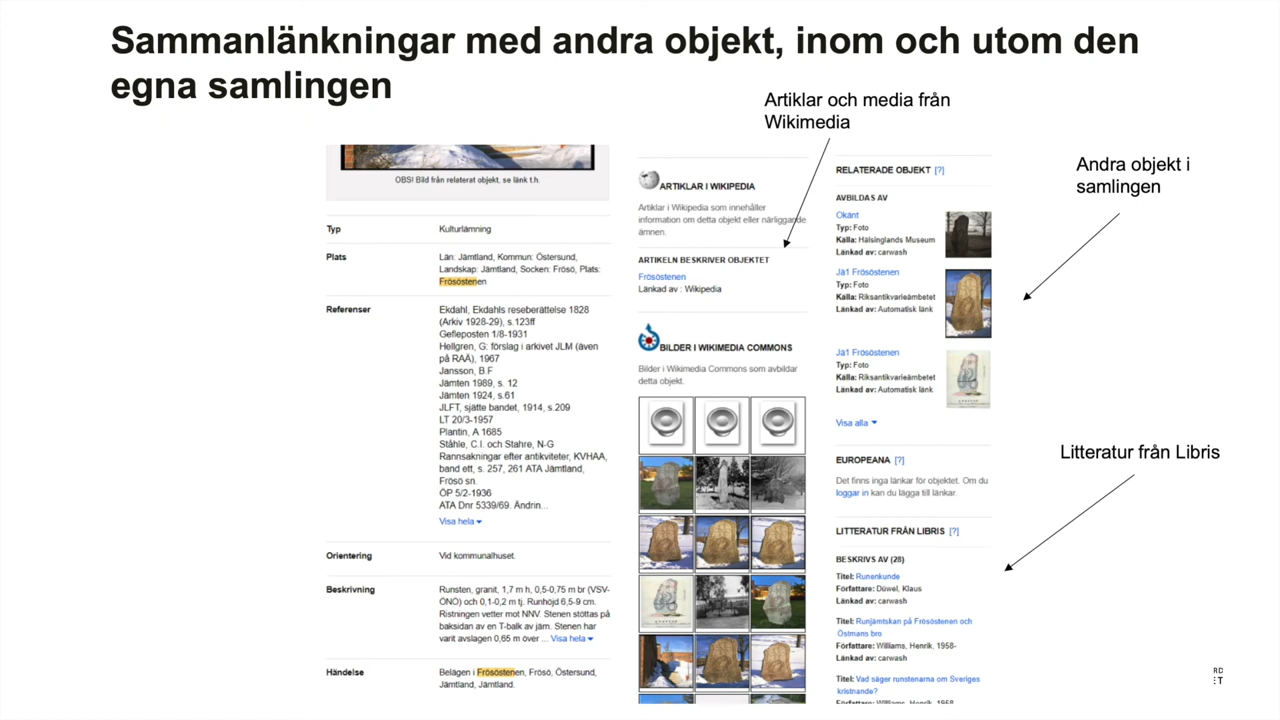 Sammanlänkningar med andra objekt, inom och utom den
egna samlingen
Artiklar och media från
Wikimedia
Andra objekt i
samlingen
Litteratur från Libris
OBS! Bild från relaterat objekt, se länk t.h.
Typ Kulturlämning
Plats Län: Jämtland, Kommun: Östersund,
Landskap: Jämtland, Socken: Frösö, Plats:
Frösöstenen
Referenser Ekdahl, Ekdahls reseberättelse 1828
(Arkiv 1928-29), s.123ff
Gefleposten 1/8-1931
Hellgren, G: förslag i arkivet JLM (även
på RAÄ), 1967
Jansson, B.F
Jämten 1989, s. 12
Jämten 1924, s.61
JLFT, sjätte bandet, 1914, s.209
LT 20/3-1957
Plantin, A 1685
Ståhle, C.I. och Stahre, N-G
Rannsakningar efter antikviteter, KVHAA,
band ett, s. 257, 261 ATA Jämtland,
Frösö sn.
ÖP 5/2-1936
ATA Dnr 5339/69. Ändrin...
Visa hela
Orientering Vid kommunalhuset.
Beskrivning Runsten, granit, 1,7 m h, 0,5-0,75 m br (VSV-
ÖNÖ) och 0,1-0,2 m tj. Runhöjd 6,5-9 cm.
Ristningen vetter mot NNV. Stenen stöttas på
baksidan av en T-balk av järn. Stenen har
varit avslagen 0,65 m över ... Visa hela
Händelse Belägen i Frösöstenen, Frösö, Östersund,
Jämtland, Jämtland.
ARTIKLAR I WIKIPEDIA
Artiklar i Wikipedia som innehåller
information om detta objekt eller närliggande
ämnen.
ARTIKELN BESKRIVER OBJEKTET
Frösöstenen
Länkad av : Wikipedia
BILDER I WIKIMEDIA COMMONS
Bilder i Wikimedia Commons som avbildar
detta objekt.
RELATERADE OBJEKT [?]
AVBILDAS AV
Okänt
Typ: Foto
Källa: Hälsinglands Museum
Länkad av: carwash
Jä1 Frösöstenen
Typ: Foto
Källa: Riksantikvarieämbetet
Länkad av: Automatisk länk
Jä1 Frösöstenen
Typ: Foto
Källa: Riksantikvarieämbetet
Länkad av: Automatisk länk
Visa alla
EUROPEANA [?]
Det finns inga länkar för objektet. Om du
loggar in kan du lägga till länkar.
LITTERATUR FRÅN LIBRIS [?]
BESKRIVS AV (28)
Titel: Runenkunde
Författare: Düwel, Klaus
Länkad av: carwash
Titel: Runjämtskan på Frösöstenen och
Östmans bro
Författare: Williams, Henrik, 1958-
Länkad av: carwash
Titel: Vad säger runstenarna om Sveriges
kristnande?
Författare: Williams, Henrik, 1958
RD
ET